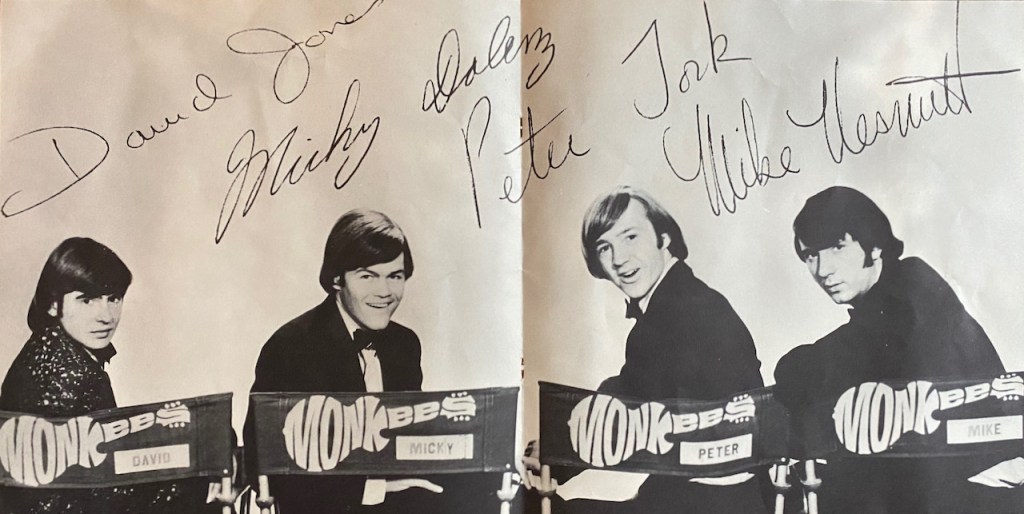 David Jones
Micky Dolenz
Peter Tork
Mike Nesmith
MONKEES
DAVID
MONKEES
MICKY
MONKEES
PETER
MONKEES
MIKE